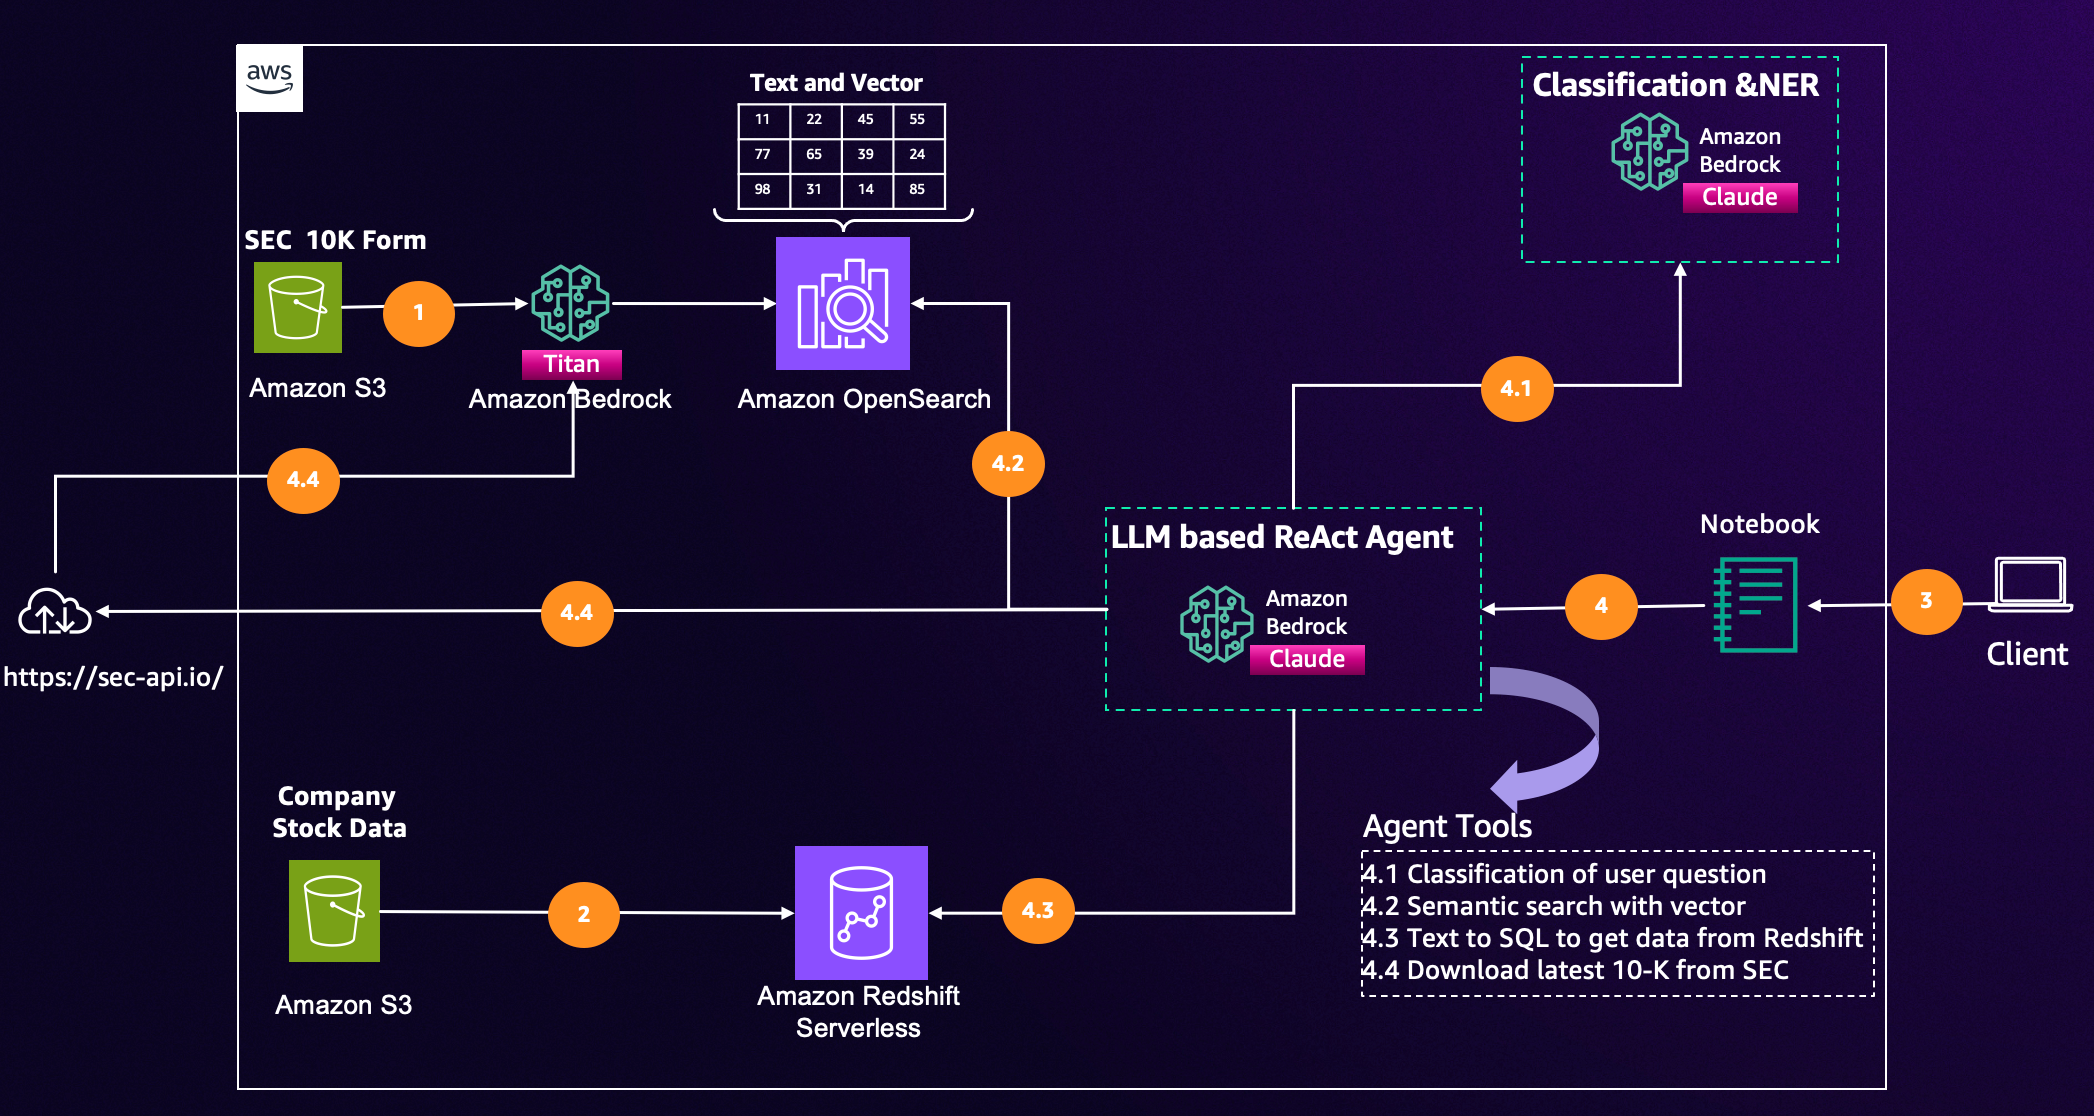 aws
Text and Vector
11 22 45 55
77 65 39 24
98 31 14 85
Classification &NER
Amazon
Bedrock
Claude
SEC 10K Form
1
Titan
Amazon S3
Amazon Bedrock
Amazon OpenSearch
4.1
4.2
4.4
LLM based ReAct Agent
Amazon
Bedrock
Claude
Notebook
4
3
Client
4.4
https://sec-api.io/
Company
Stock Data
2
Amazon S3
Amazon Redshift
Serverless
4.3
Agent Tools
4.1 Classification of user question
4.2 Semantic search with vector
4.3 Text to SQL to get data from Redshift
4.4 Download latest 10-K from SEC